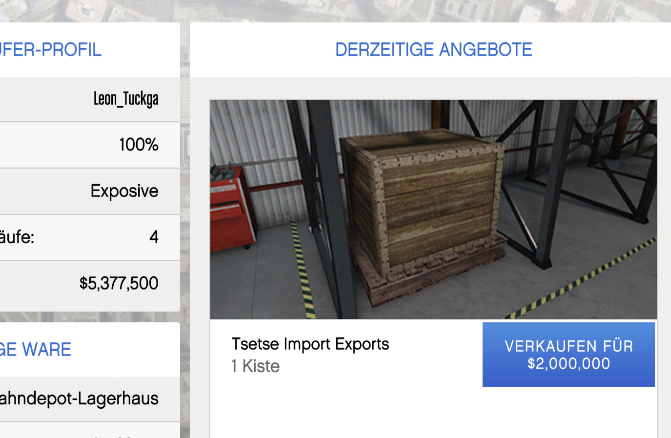 UFER-PROFIL
Leon_Tuckga
100%
Exposive
äufe: 4
$5,377,500
GE WARE
ahndepot-Lagerhaus
DERZEITIGE ANGEBOTE
Tsetse Import Exports
1 Kiste
VERKAUFEN FÜR
$2,000,000